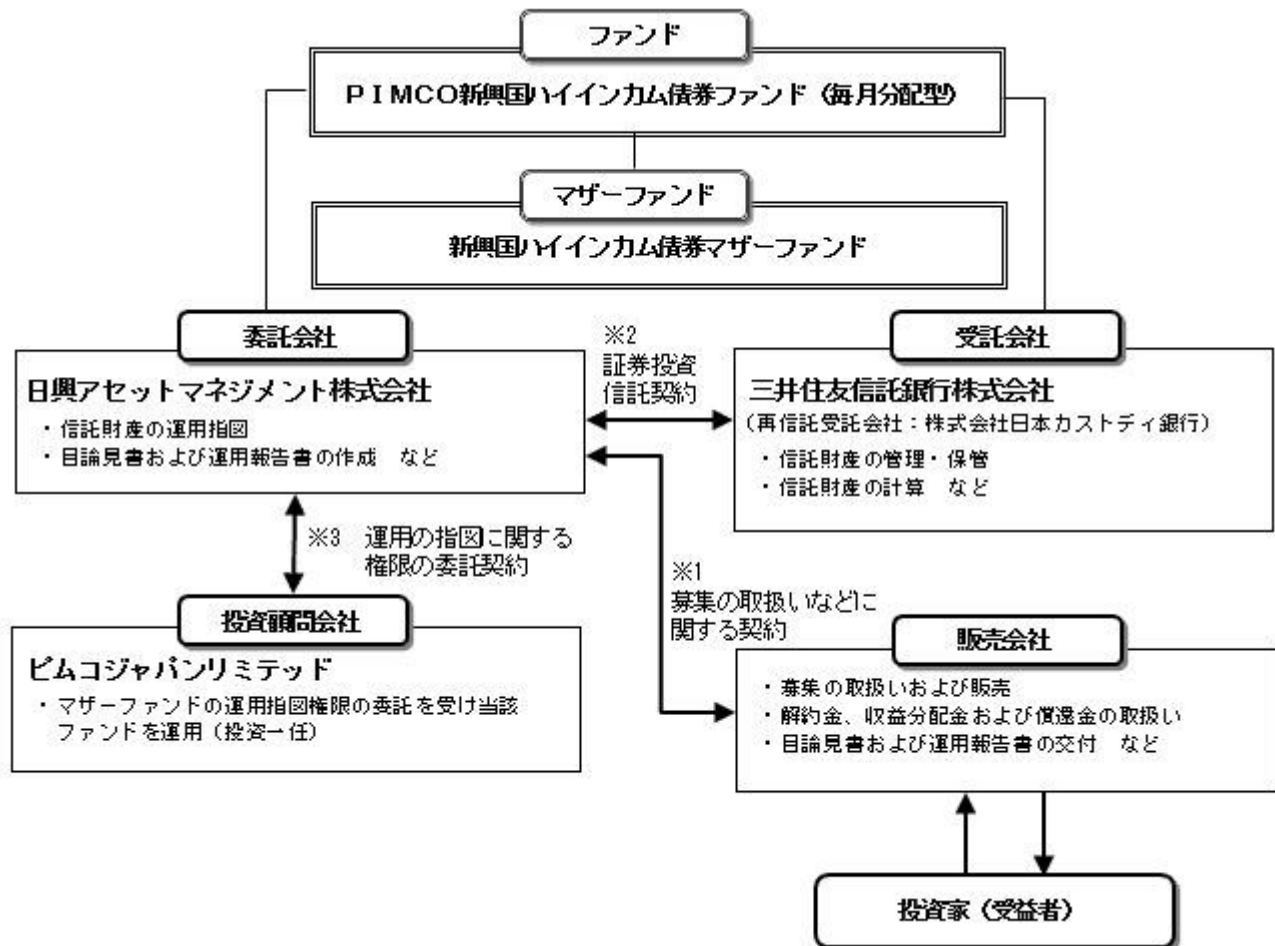 ファンド
PIMCO新興国ハイインカム債券ファンド(毎月分配型)
マザーファンド
新興国ハイインカム債券マザーファンド
委託会社
日興アセットマネジメント株式会社
・信託財産の運用指図
・目論見書および運用報告書の作成 など
※2
証券投資
信託契約
受託会社
三井住友信託銀行株式会社
(再信託受託会社:株式会社日本カストディ銀行)
・信託財産の管理・保管
・信託財産の計算 など
※3 運用の指図に関する
権限の委託契約
投資顧問会社
ピムコジャパンリミテッド
・マザーファンドの運用指図権限の委託を受け当該
ファンドを運用(投資一任)
※1
募集の取扱いなどに
関する契約
販売会社
・募集の取扱いおよび販売
・解約金、収益分配金および償還金の取扱い
・目論見書および運用報告書の交付 など
投資家(受益者)